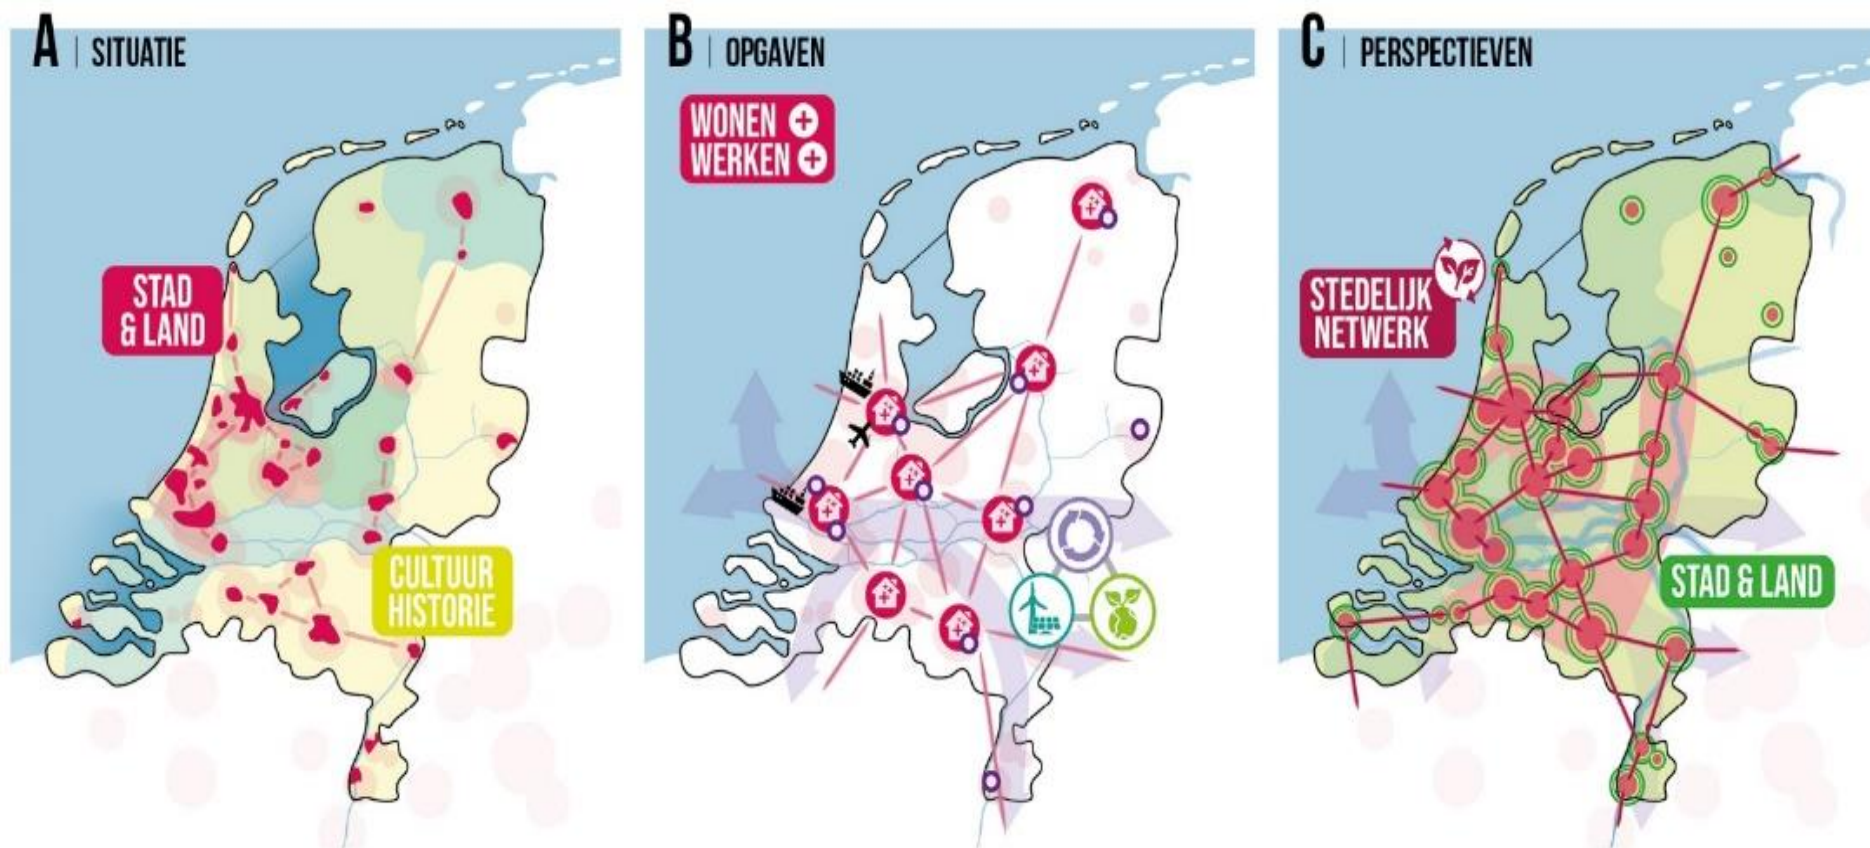 A | SITUATIE
STAD
& LAND
CULTUUR
HISTORIE
B | OPGAVEN
WONEN +
WERKEN +
C | PERSPECTIEVEN
STEDELIJK
NETWERK
STAD & LAND